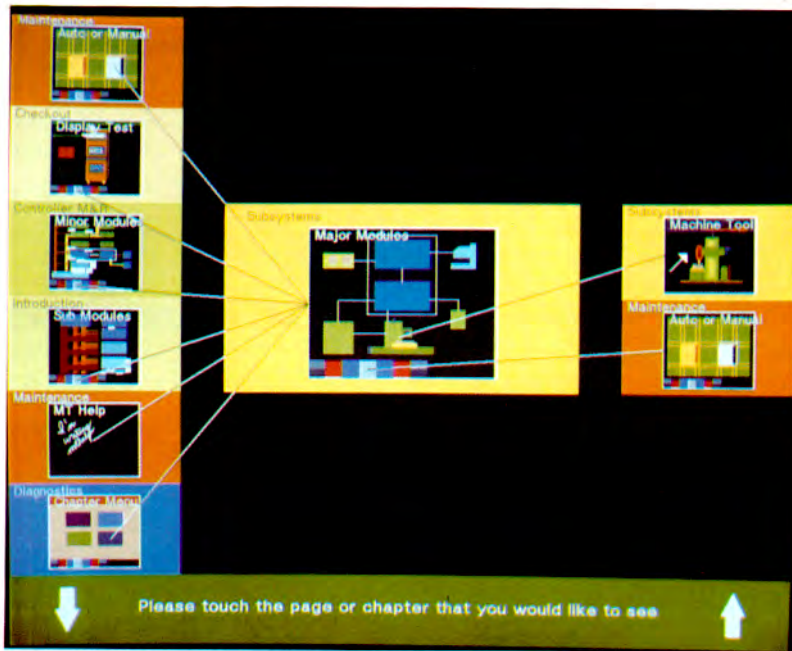 Maintenance
Auto or Manual
Checkout
Display Test
Controller M&R
Minor Modules
Introduction
Sub Modules
Maintenance
MT Help
I'm
writing
Diagnostics
Chapter Menu
Subsystems
Major Modules
Subsystems
Machine Tool
Maintenance
Auto or Manual
Please touch the page or chapter that you would like to see